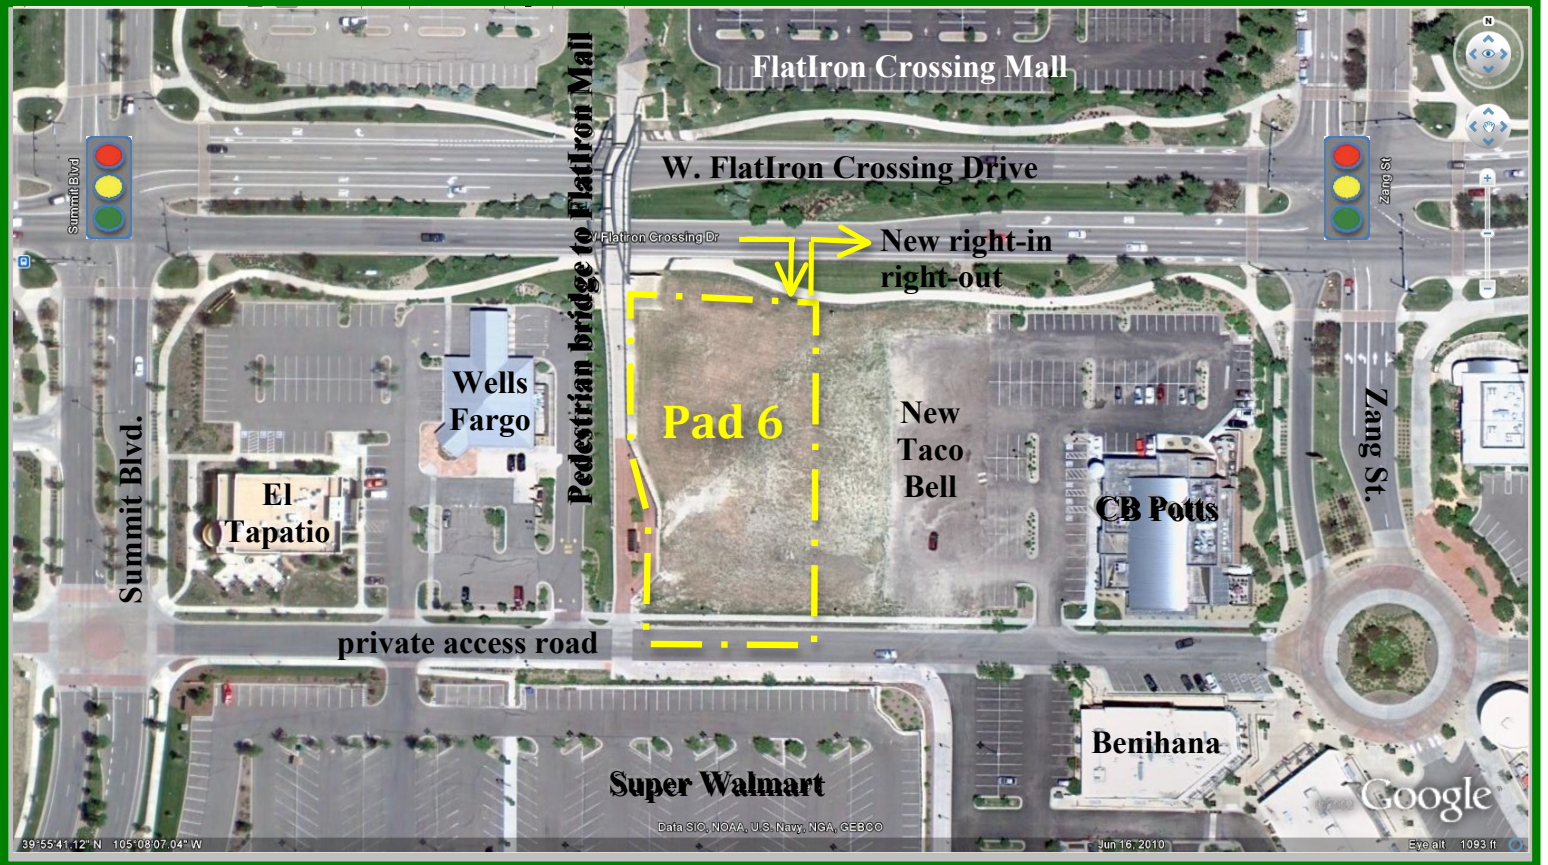 FlatIron Crossing Mall
N
Pedestrian bridge to FlatIron Mall
W. FlatIron Crossing Drive
Summit Blvd
Zang St
Flatiron Crossing Dr
New right-in
right-out
Wells
Fargo
Pad 6
New
Taco
Bell
El
Tapatio
CB Potts
Summit Blvd.
Zang St.
private access road
Benihana
Super Walmart
Google
Data SIO, NOAA, U.S. Navy, NGA, GEBCO
39°55'41.12" N 105°08'07.04" W
Jun 16, 2010
Eye alt 1093 ft